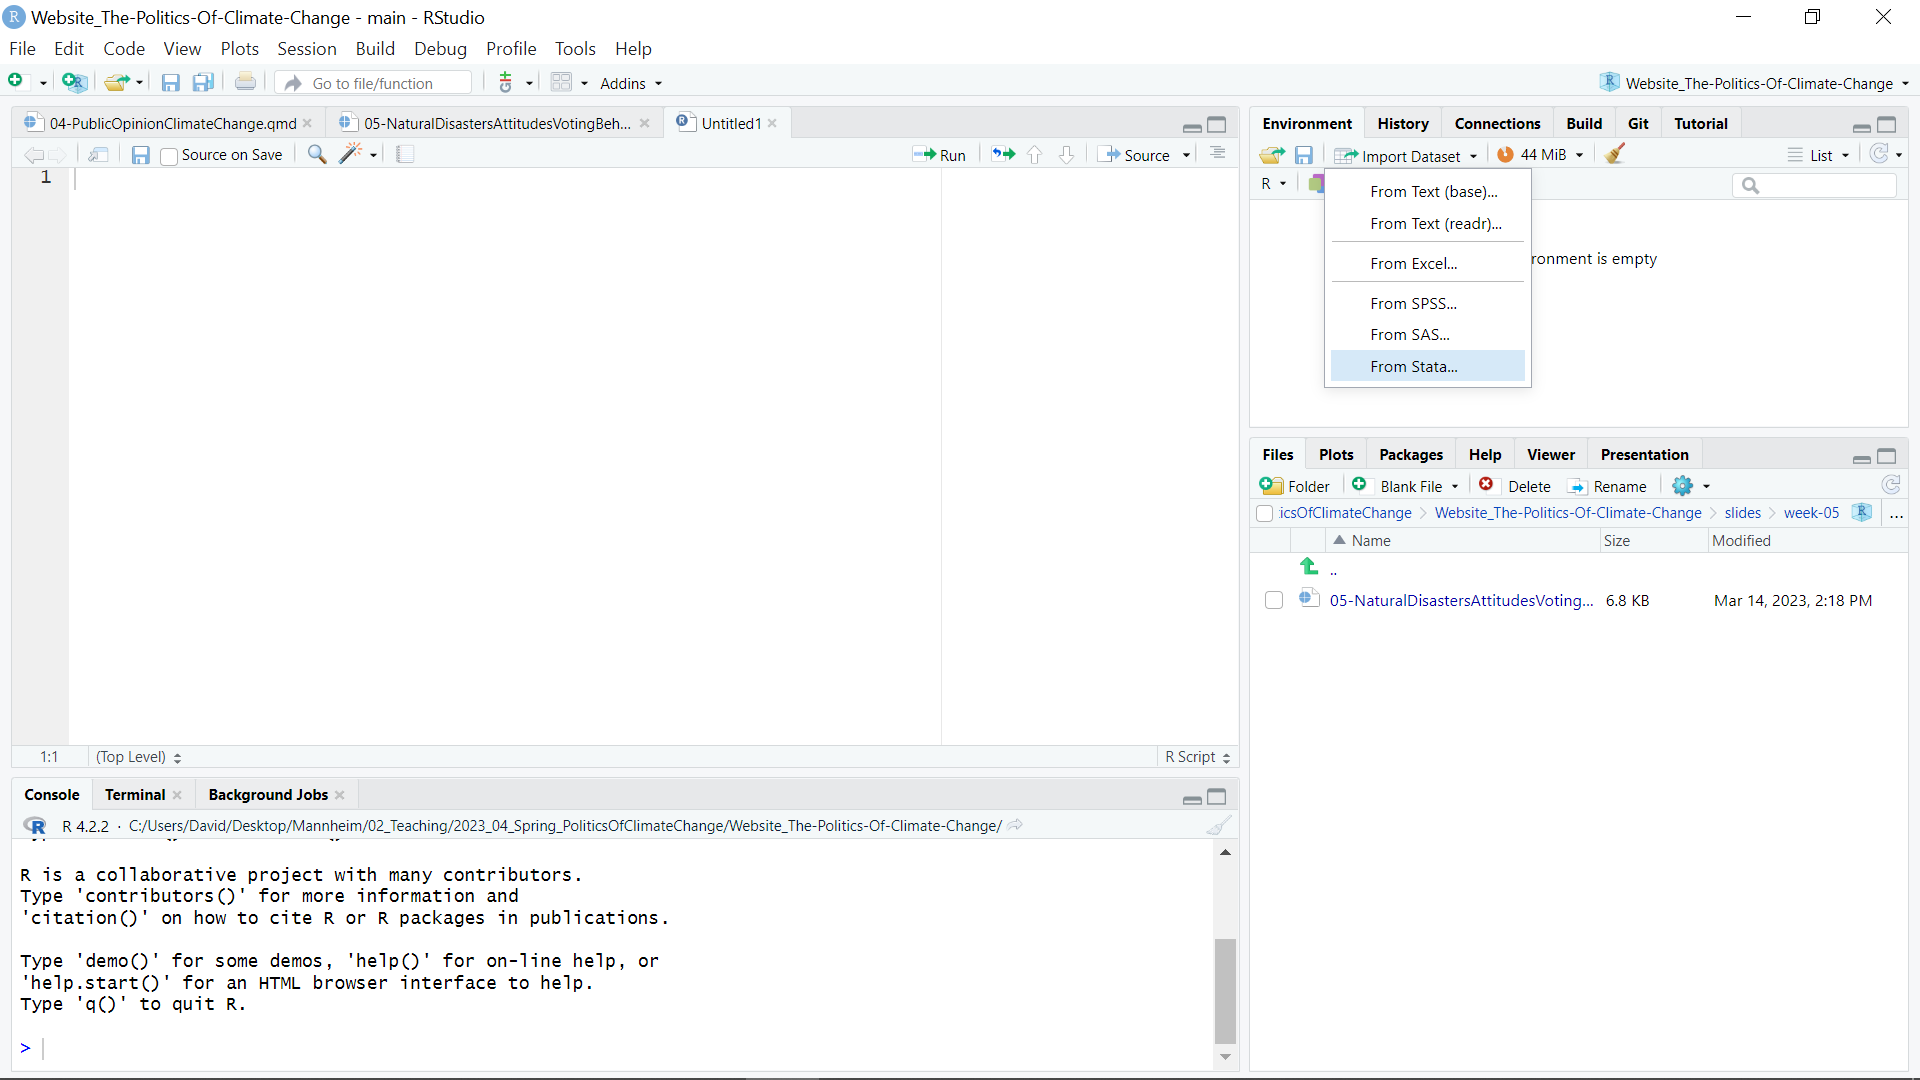 Website_The-Politics-Of-Climate-Change - main - RStudio
File Edit Code View Plots Session Build Debug Profile Tools Help
Go to file/function Addins Website_The-Politics-Of-Climate-Change
04-PublicOpinionClimateChange.qmd 05-NaturalDisastersAttitudesVotingBeh... Untitled1
Source on Save Run Source
1
1:1 (Top Level) R Script
Console Terminal Background Jobs
R 4.2.2 · C:/Users/David/Desktop/Mannheim/02_Teaching/2023_04_Spring_PoliticsOfClimateChange/Website_The-Politics-Of-Climate-Change/
R is a collaborative project with many contributors.
Type 'contributors()' for more information and
'citation()' on how to cite R or R packages in publications.
Type 'demo()' for some demos, 'help()' for on-line help, or
'help.start()' for an HTML browser interface to help.
Type 'q()' to quit R.
>
Environment History Connections Build Git Tutorial
Import Dataset 44 MiB List
R
From Text (base)...
From Text (readr)...
From Excel...
ronment is empty
From SPSS...
From SAS...
From Stata...
Files Plots Packages Help Viewer Presentation
Folder Blank File Delete Rename
icsOfClimateChange Website_The-Politics-Of-Climate-Change slides week-05 ...
Name Size Modified
..
05-NaturalDisastersAttitudesVoting... 6.8 KB Mar 14, 2023, 2:18 PM